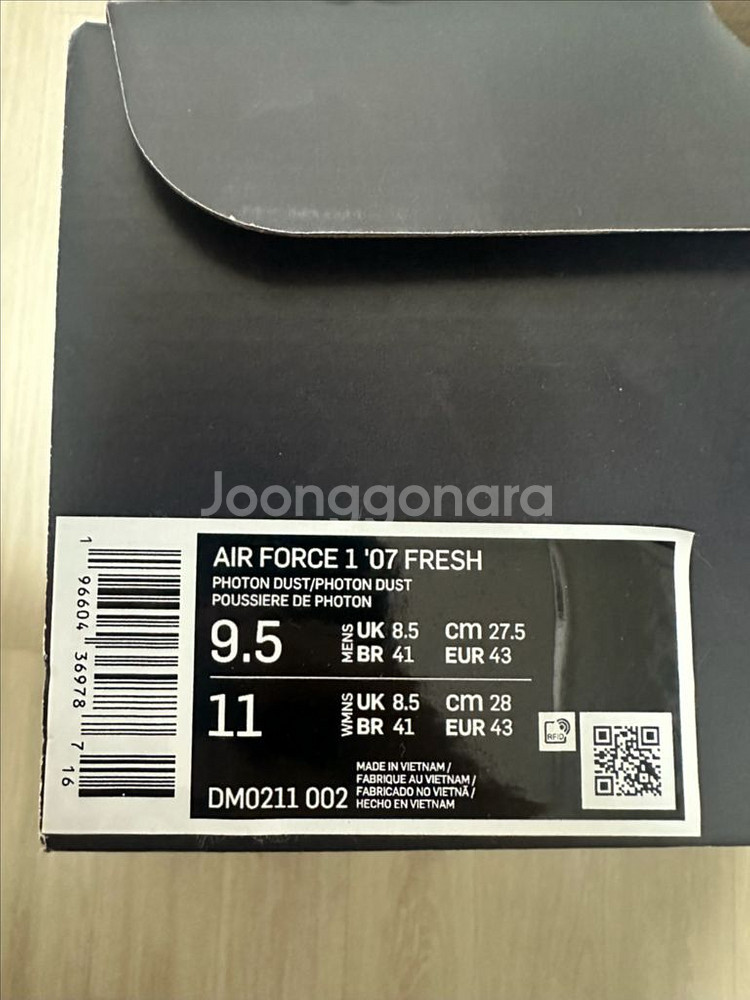 Joonggonara
AIR FORCE 1 '07 FRESH
PHOTON DUST/PHOTON DUST
POUSSIERE DE PHOTON
9.5 MENS UK 8.5 cm 27.5
BR 41 EUR 43
11 WMNS UK 8.5 cm 28
BR 41 EUR 43
RFID
DM0211 002
MADE IN VIETNAM /
FABRIQUE AU VIETNAM /
FABRICADO NO VIETNÃ /
HECHO EN VIETNAM
1 96604 36978 7 16